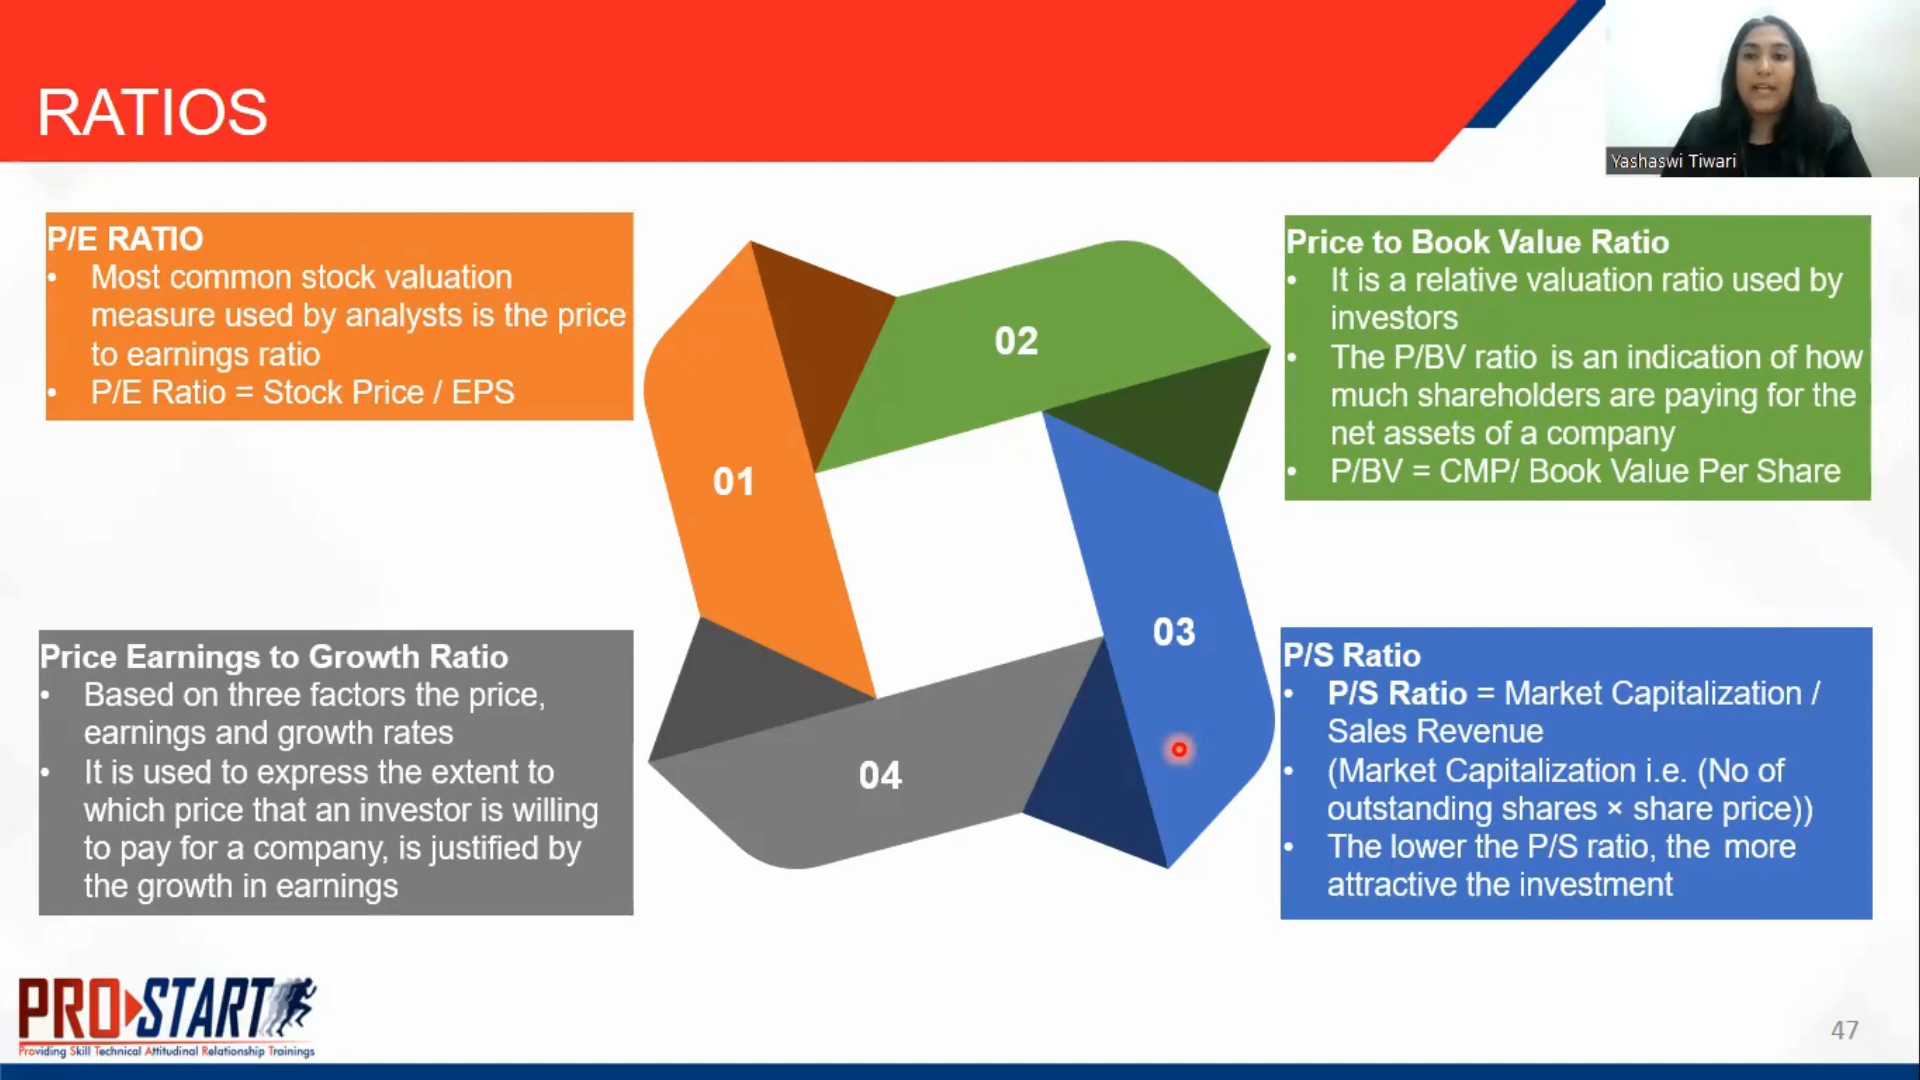 RATIOS
Yashaswi Tiwari
P/E RATIO
• Most common stock valuation
measure used by analysts is the price
to earnings ratio
• P/E Ratio = Stock Price / EPS
Price to Book Value Ratio
• It is a relative valuation ratio used by
investors
• The P/BV ratio is an indication of how
much shareholders are paying for the
net assets of a company
• P/BV = CMP/ Book Value Per Share
01
02
03
04
Price Earnings to Growth Ratio
• Based on three factors the price,
earnings and growth rates
• It is used to express the extent to
which price that an investor is willing
to pay for a company, is justified by
the growth in earnings
P/S Ratio
• P/S Ratio = Market Capitalization /
Sales Revenue
• (Market Capitalization i.e. (No of
outstanding shares × share price))
• The lower the P/S ratio, the more
attractive the investment
PRO START
Providing Skill Technical Attitudinal Relationship Trainings
47